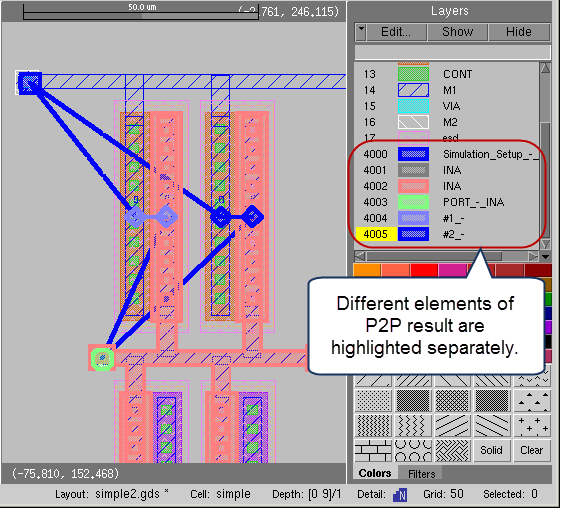 50.0 um
(-2.761, 246.115)
Layers
Edit...
Show
Hide
13 CONT
14 M1
15 VIA
16 M2
17 esd
4000 Simulation_Setup_-_
4001 INA
4002 INA
4003 PORT_-_INA
4004 #1_-
4005 #2_-
Different elements of
P2P result are
highlighted separately.
Solid
Clear
(-75.810, 152.468)
Colors
Filters
Layout: simple2.gds *
Cell: simple
Depth: [0 9]/1
Detail:
Grid: 50
Selected: 0